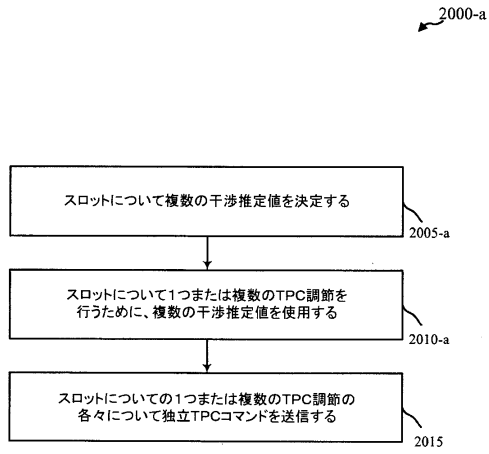 2000-a
スロットについて複数の干渉推定値を決定する
2005-a
スロットについて1つまたは複数のTPC調節を
行うために、複数の干渉推定値を使用する
2010-a
スロットについての1つまたは複数のTPC調節の
各々について独立TPCコマンドを送信する
2015